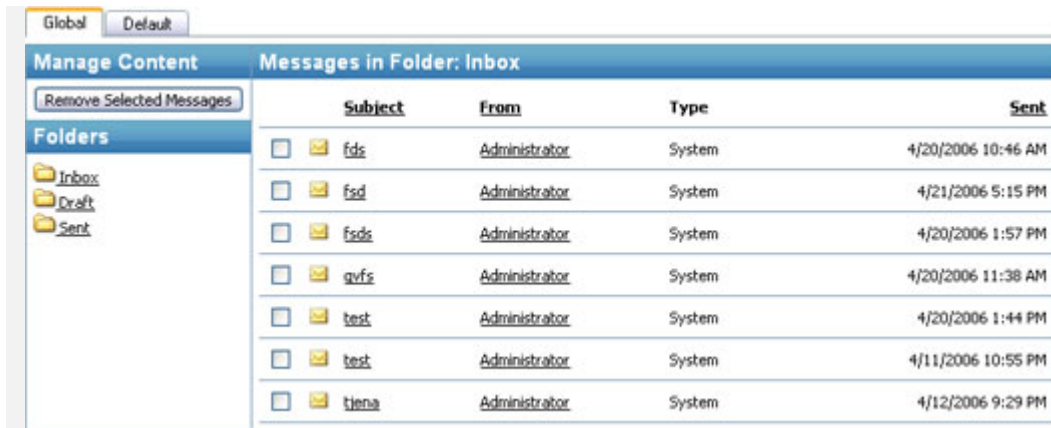 Global Default
Manage Content
Remove Selected Messages
Folders
Inbox
Draft
Sent
Messages in Folder: Inbox
Subject From Type Sent
fds Administrator System 4/20/2006 10:46 AM
fsd Administrator System 4/21/2006 5:15 PM
fsds Administrator System 4/20/2006 1:57 PM
gvfs Administrator System 4/20/2006 11:38 AM
test Administrator System 4/20/2006 1:44 PM
test Administrator System 4/11/2006 10:55 PM
tjena Administrator System 4/12/2006 9:29 PM